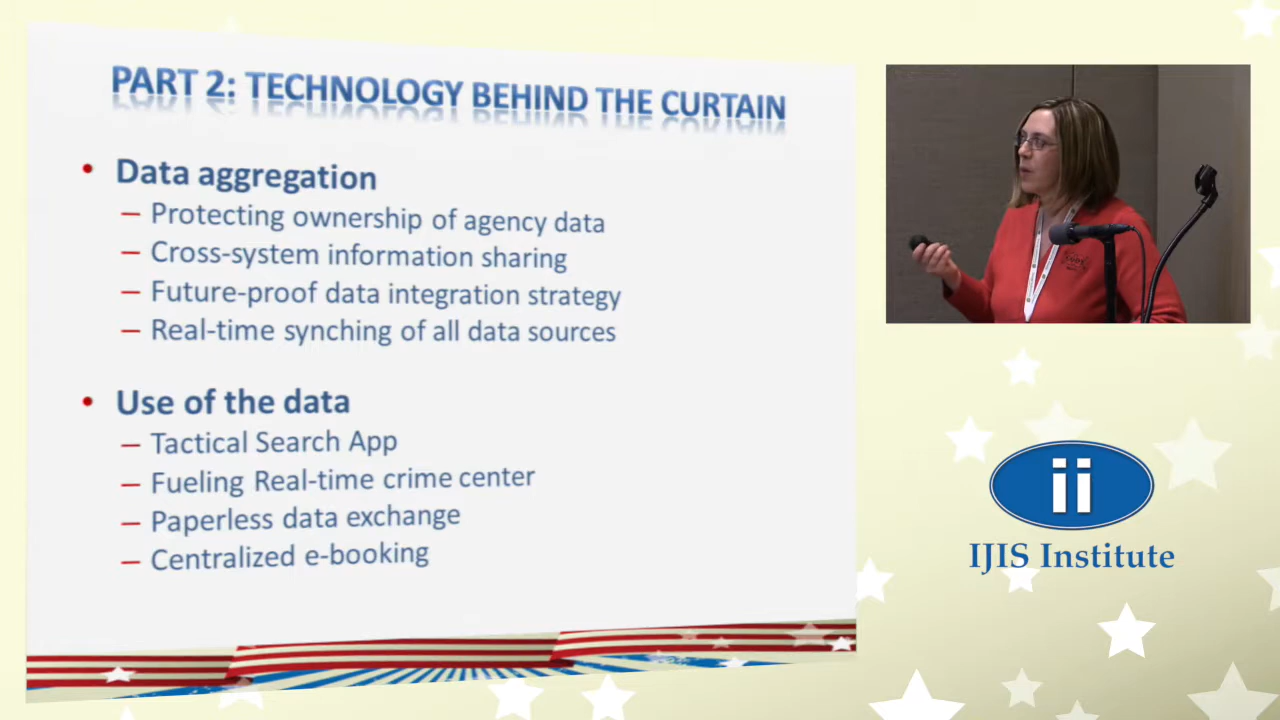 PART 2: TECHNOLOGY BEHIND THE CURTAIN
• Data aggregation
– Protecting ownership of agency data
– Cross-system information sharing
– Future-proof data integration strategy
– Real-time synching of all data sources
• Use of the data
– Tactical Search App
– Fueling Real-time crime center
– Paperless data exchange
– Centralized e-booking
ii
IJIS Institute